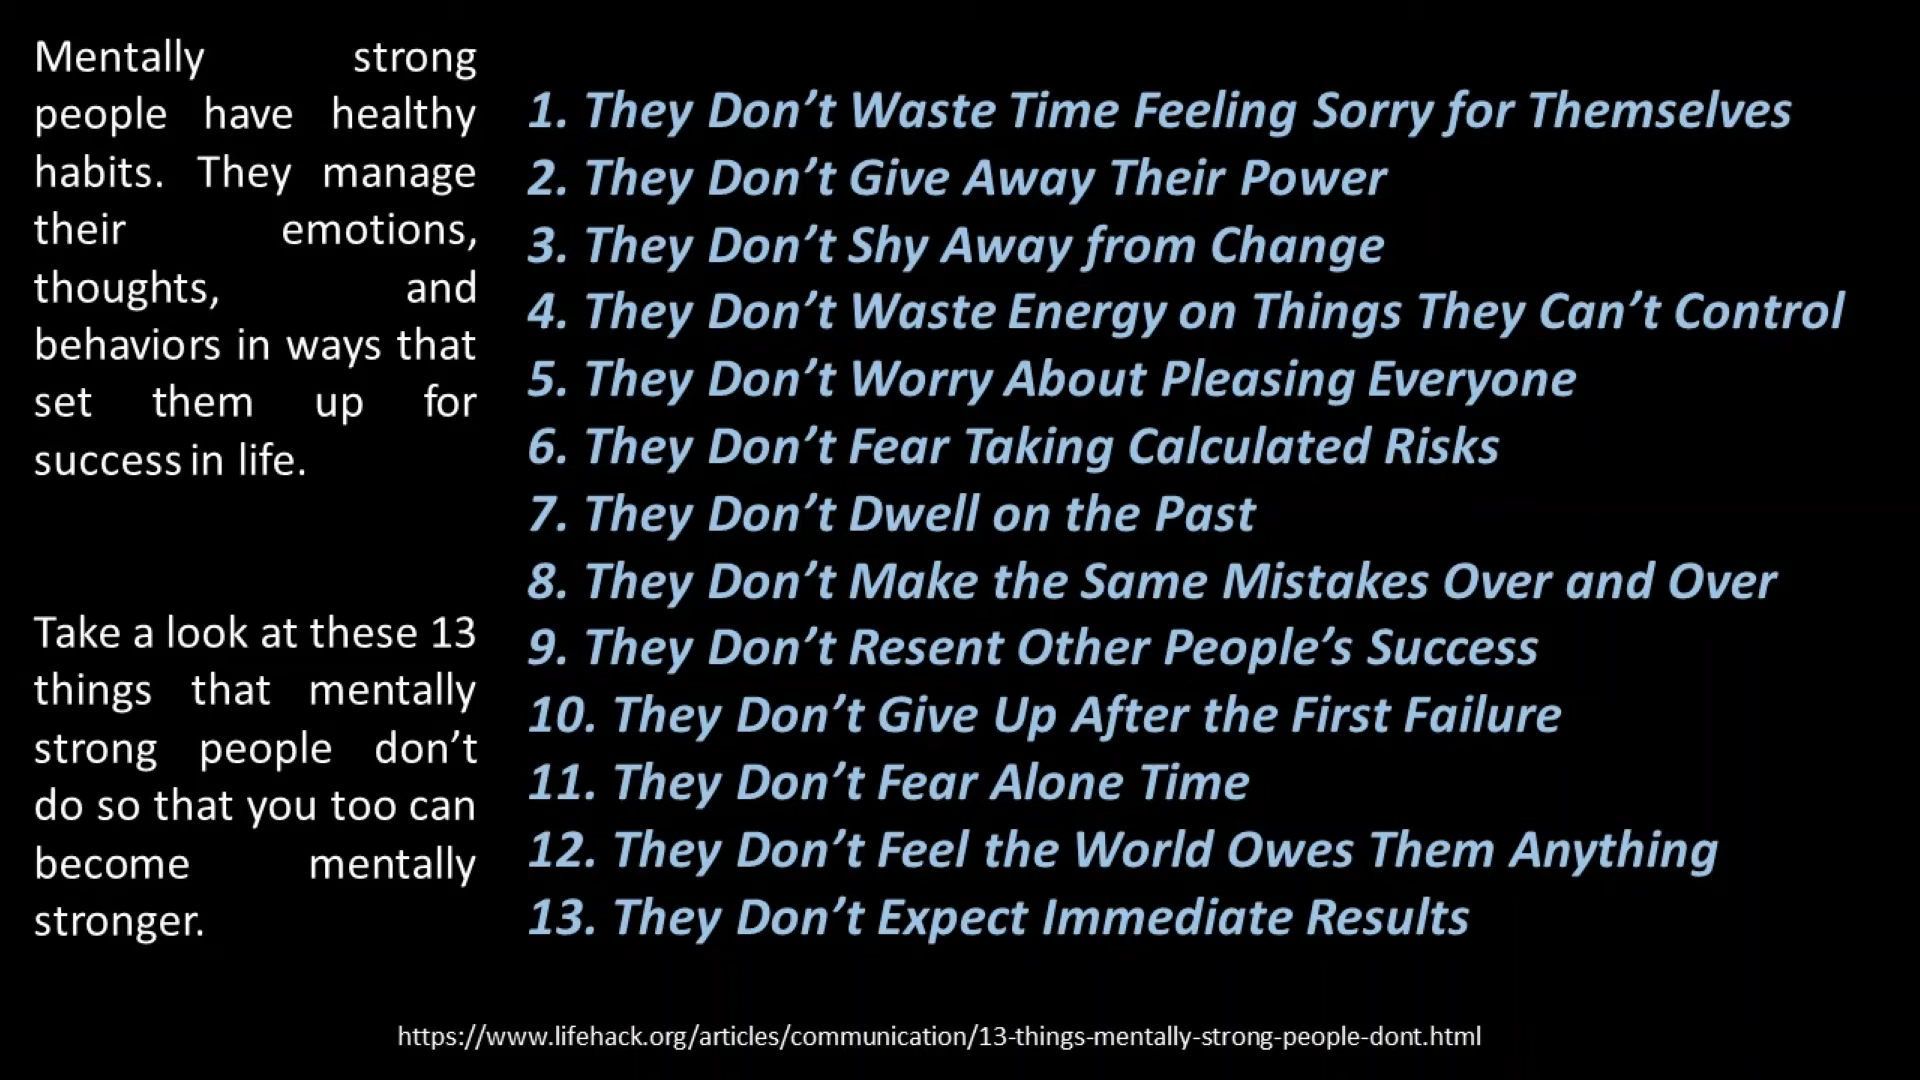 Mentally strong
people have healthy
habits. They manage
their emotions,
thoughts, and
behaviors in ways that
set them up for
success in life.
Take a look at these 13
things that mentally
strong people don’t
do so that you too can
become mentally
stronger.
1. They Don’t Waste Time Feeling Sorry for Themselves
2. They Don’t Give Away Their Power
3. They Don’t Shy Away from Change
4. They Don’t Waste Energy on Things They Can’t Control
5. They Don’t Worry About Pleasing Everyone
6. They Don’t Fear Taking Calculated Risks
7. They Don’t Dwell on the Past
8. They Don’t Make the Same Mistakes Over and Over
9. They Don’t Resent Other People’s Success
10. They Don’t Give Up After the First Failure
11. They Don’t Fear Alone Time
12. They Don’t Feel the World Owes Them Anything
13. They Don’t Expect Immediate Results
https://www.lifehack.org/articles/communication/13-things-mentally-strong-people-dont.html